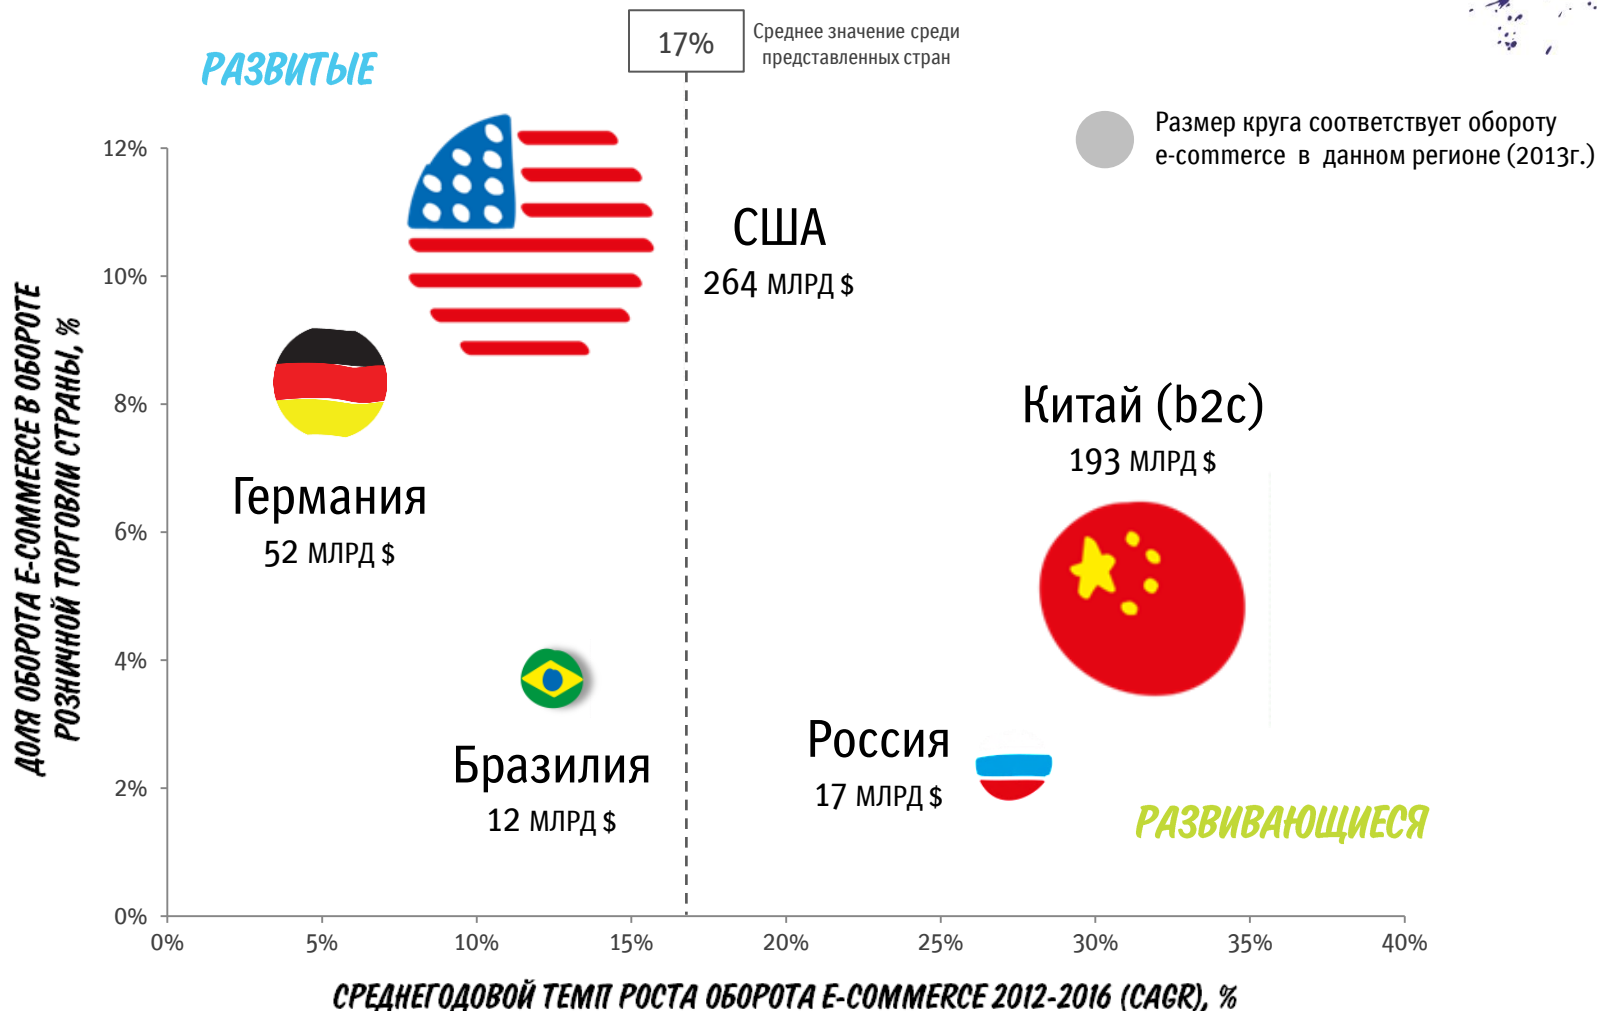 17%
Среднее значение среди
представленных стран
РАЗВИТЫЕ
Размер круга соответствует обороту
e-commerce в данном регионе (2013г.)
12%
10%
8%
6%
4%
2%
0%
ДОЛЯ ОБОРОТА E-COMMERCE В ОБОРОТЕ
РОЗНИЧНОЙ ТОРГОВЛИ СТРАНЫ, %
США
264 МЛРД $
Германия
52 МЛРД $
Китай (b2c)
193 МЛРД $
Бразилия
12 МЛРД $
Россия
17 МЛРД $
РАЗВИВАЮЩИЕСЯ
0%
5%
10%
15%
20%
25%
30%
35%
40%
СРЕДНЕГОДОВОЙ ТЕМП РОСТА ОБОРОТА E-COMMERCE 2012-2016 (CAGR), %